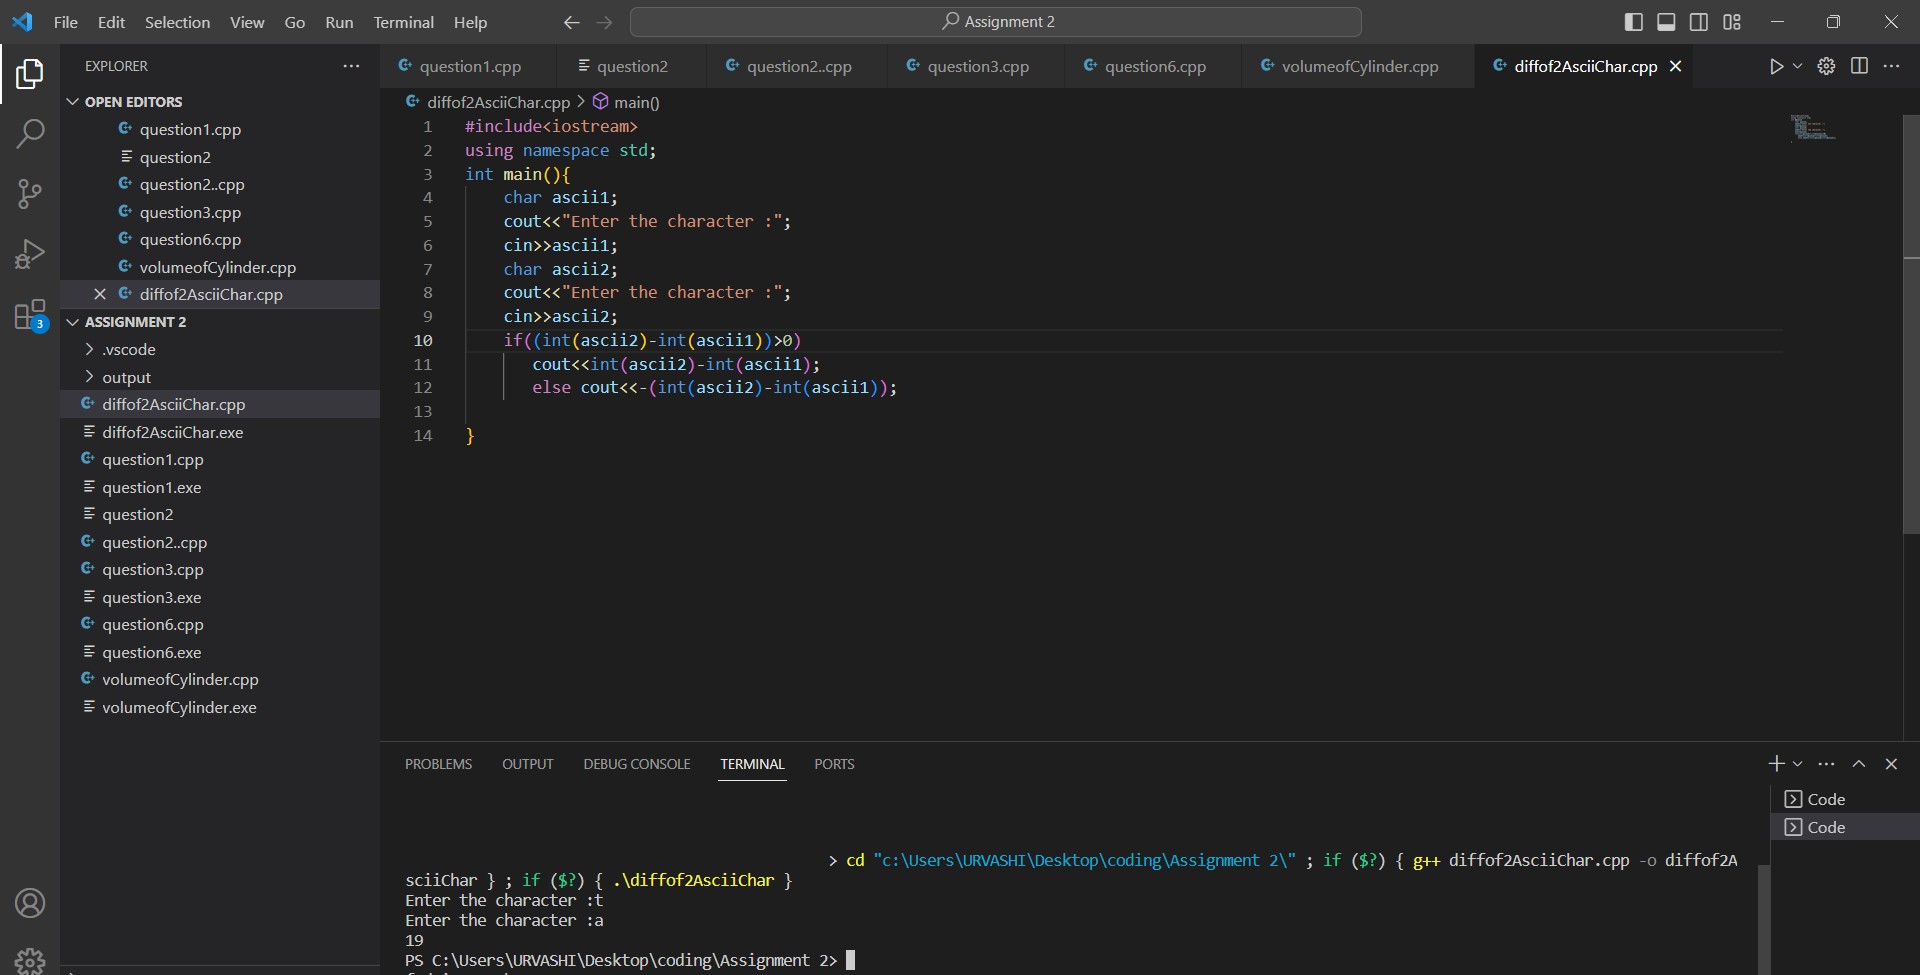 File Edit Selection View Go Run Terminal Help Assignment 2
EXPLORER
OPEN EDITORS
question1.cpp
question2
question2..cpp
question3.cpp
question6.cpp
volumeofCylinder.cpp
diffof2AsciiChar.cpp
ASSIGNMENT 2
.vscode
output
diffof2AsciiChar.cpp
diffof2AsciiChar.exe
question1.cpp
question1.exe
question2
question2..cpp
question3.cpp
question3.exe
question6.cpp
question6.exe
volumeofCylinder.cpp
volumeofCylinder.exe
3
question1.cpp question2 question2..cpp question3.cpp question6.cpp volumeofCylinder.cpp diffof2AsciiChar.cpp
diffof2AsciiChar.cpp > main()
1 #include<iostream>
2 using namespace std;
3 int main(){
4 char ascii1;
5 cout<<"Enter the character :";
6 cin>>ascii1;
7 char ascii2;
8 cout<<"Enter the character :";
9 cin>>ascii2;
10 if((int(ascii2)-int(ascii1))>0)
11 cout<<int(ascii2)-int(ascii1);
12 else cout<<-(int(ascii2)-int(ascii1));
13
14 }
PROBLEMS OUTPUT DEBUG CONSOLE TERMINAL PORTS
> cd "c:\Users\URVASHI\Desktop\coding\Assignment 2\" ; if ($?) { g++ diffof2AsciiChar.cpp -o diffof2A
sciiChar } ; if ($?) { .\diffof2AsciiChar }
Enter the character :t
Enter the character :a
19
PS C:\Users\URVASHI\Desktop\coding\Assignment 2>
Code
Code